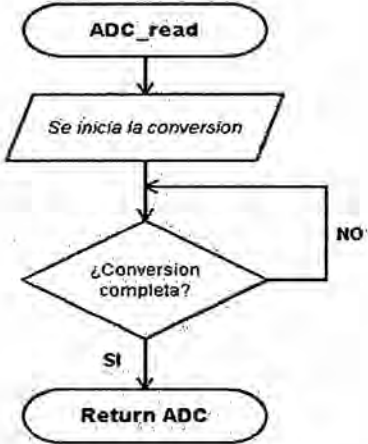 ADC_read
Se inicia la conversion
NO
¿Conversion
completa?
SI
Return ADC